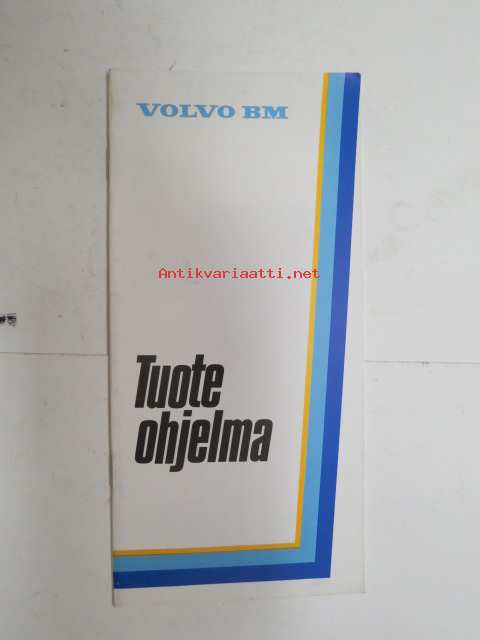 VOLVO BM
Antikvariaatti.net
Tuote
ohjelma